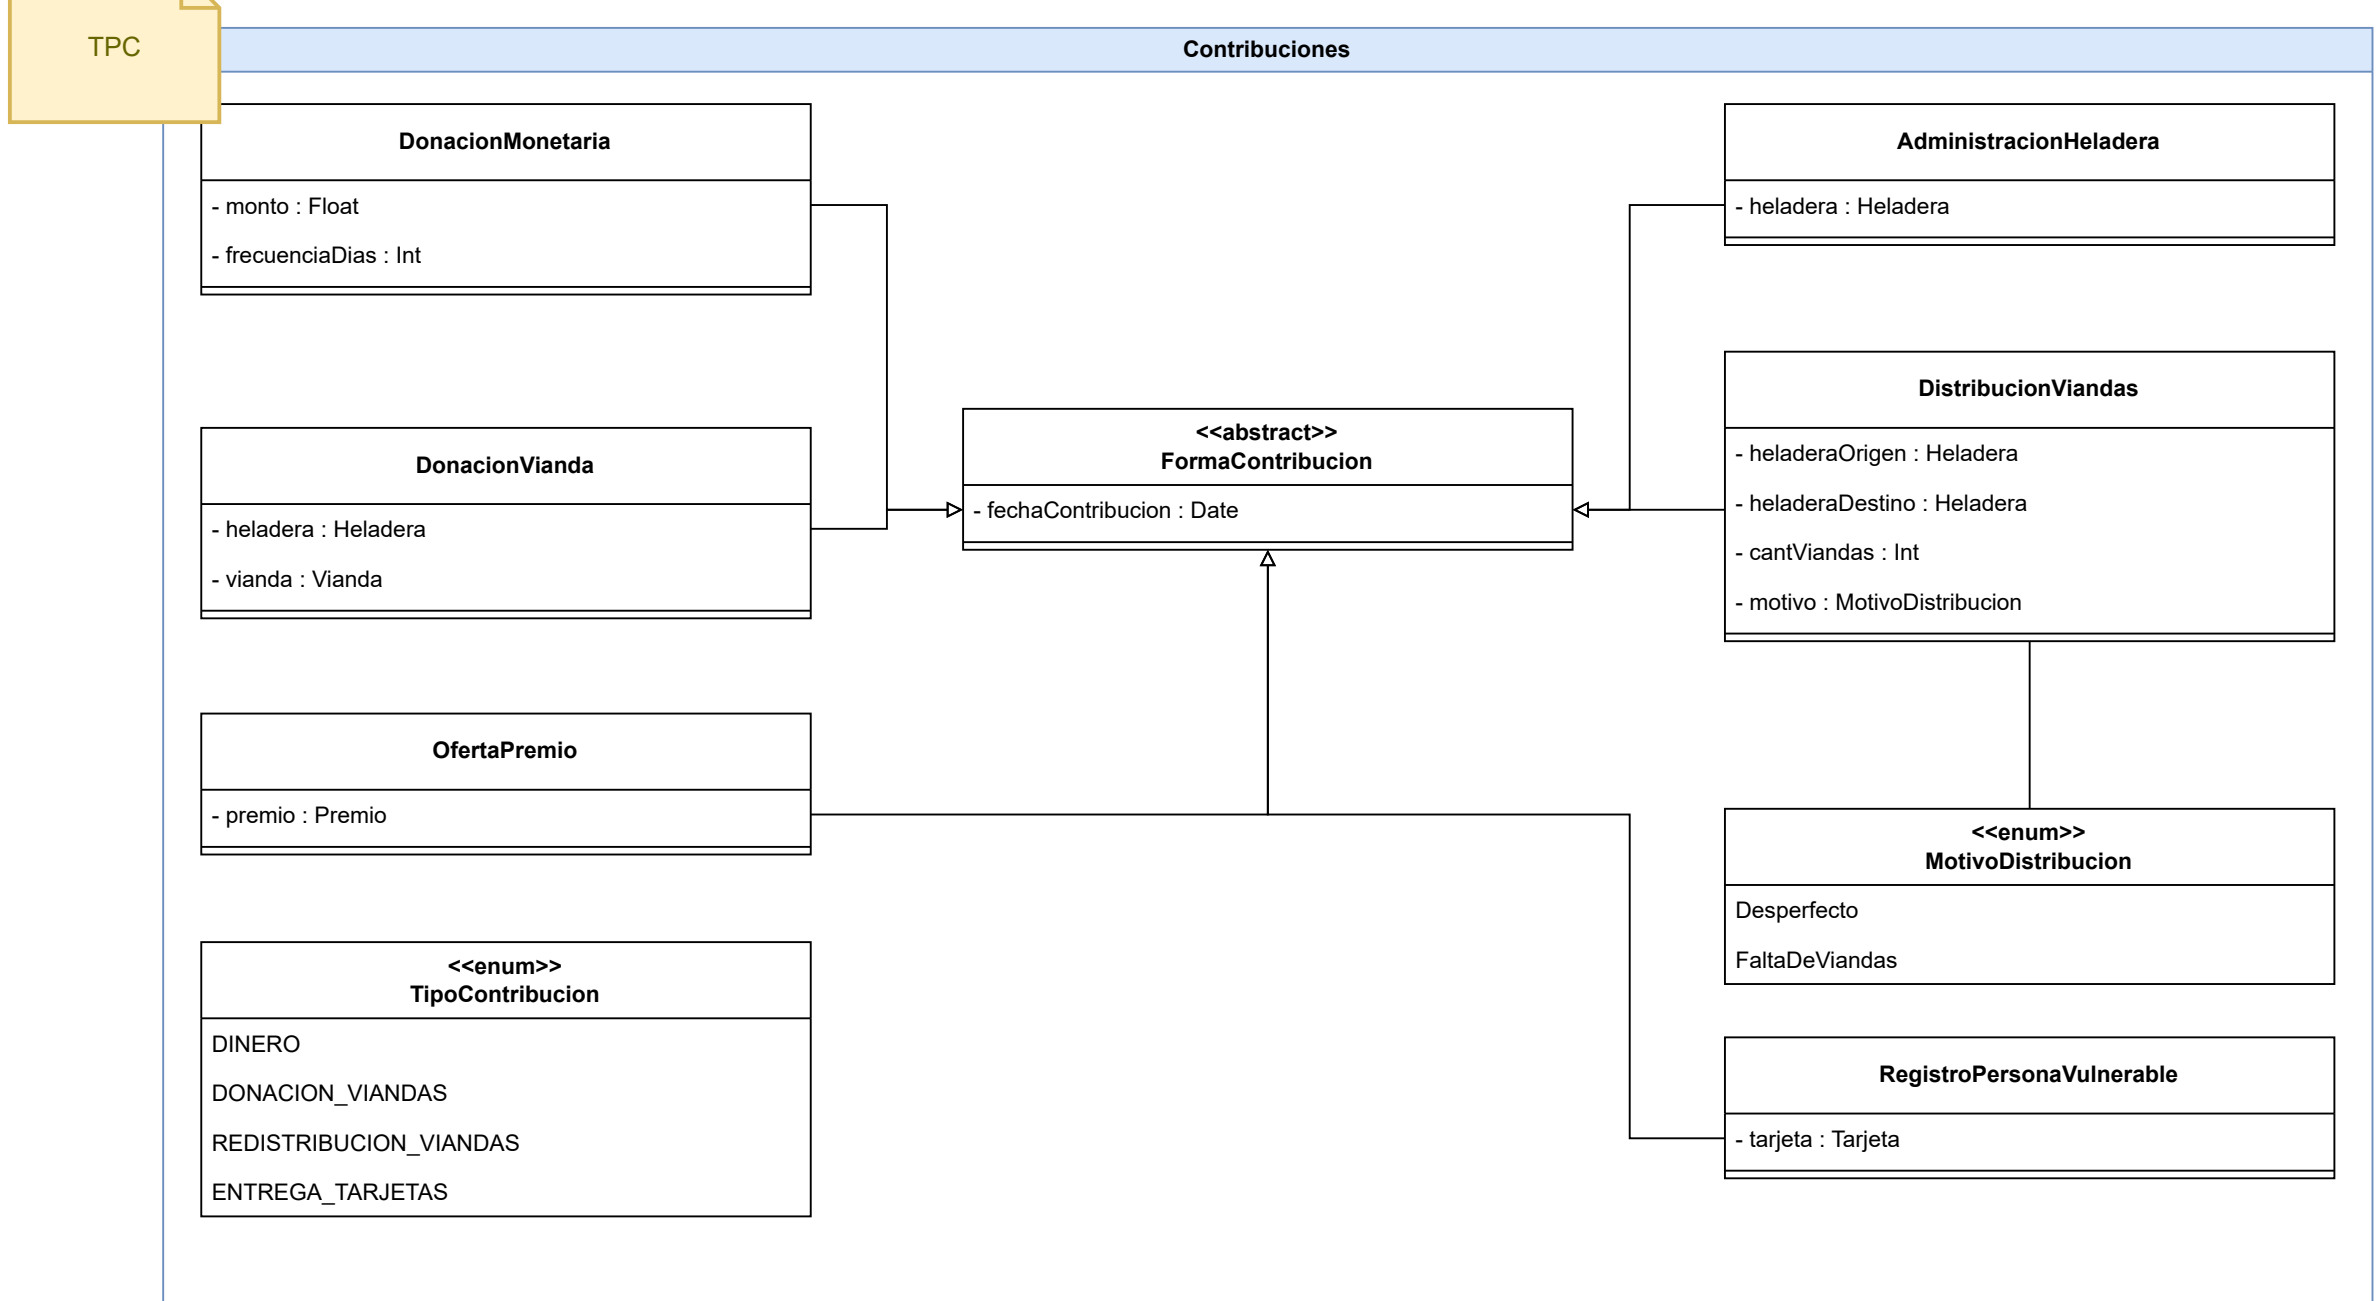 TPC
Contribuciones
DonacionMonetaria
- monto : Float
- frecuenciaDias : Int
AdministracionHeladera
- heladera : Heladera
DonacionVianda
- heladera : Heladera
- vianda : Vianda
<<abstract>>
FormaContribucion
- fechaContribucion : Date
DistribucionViandas
- heladeraOrigen : Heladera
- heladeraDestino : Heladera
- cantViandas : Int
- motivo : MotivoDistribucion
OfertaPremio
- premio : Premio
<<enum>>
MotivoDistribucion
Desperfecto
FaltaDeViandas
<<enum>>
TipoContribucion
DINERO
DONACION_VIANDAS
REDISTRIBUCION_VIANDAS
ENTREGA_TARJETAS
RegistroPersonaVulnerable
- tarjeta : Tarjeta